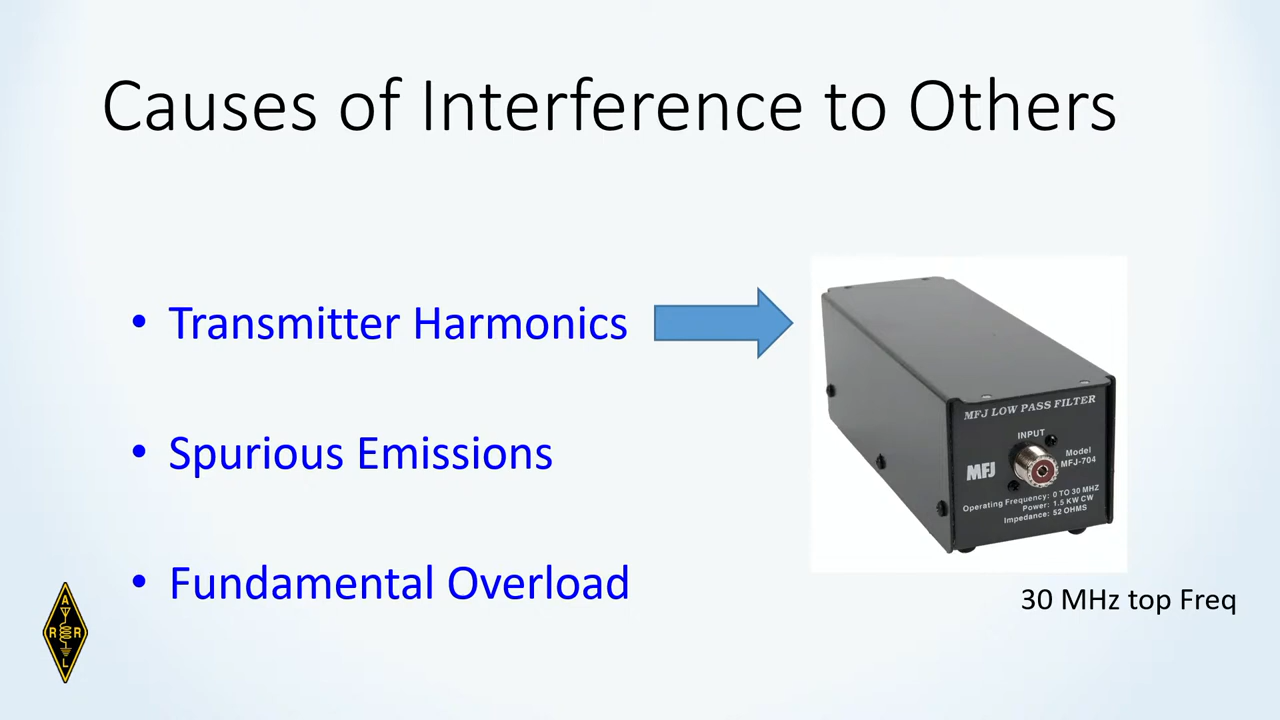 Causes of Interference to Others
• Transmitter Harmonics
• Spurious Emissions
• Fundamental Overload
MFJ LOW PASS FILTER
INPUT
MFJ
Model
MFJ-704
Operating Frequency: 0 TO 30 MHZ
Power: 1.5 KW CW
Impedance: 52 OHMS
30 MHz top Freq
A
R R
L